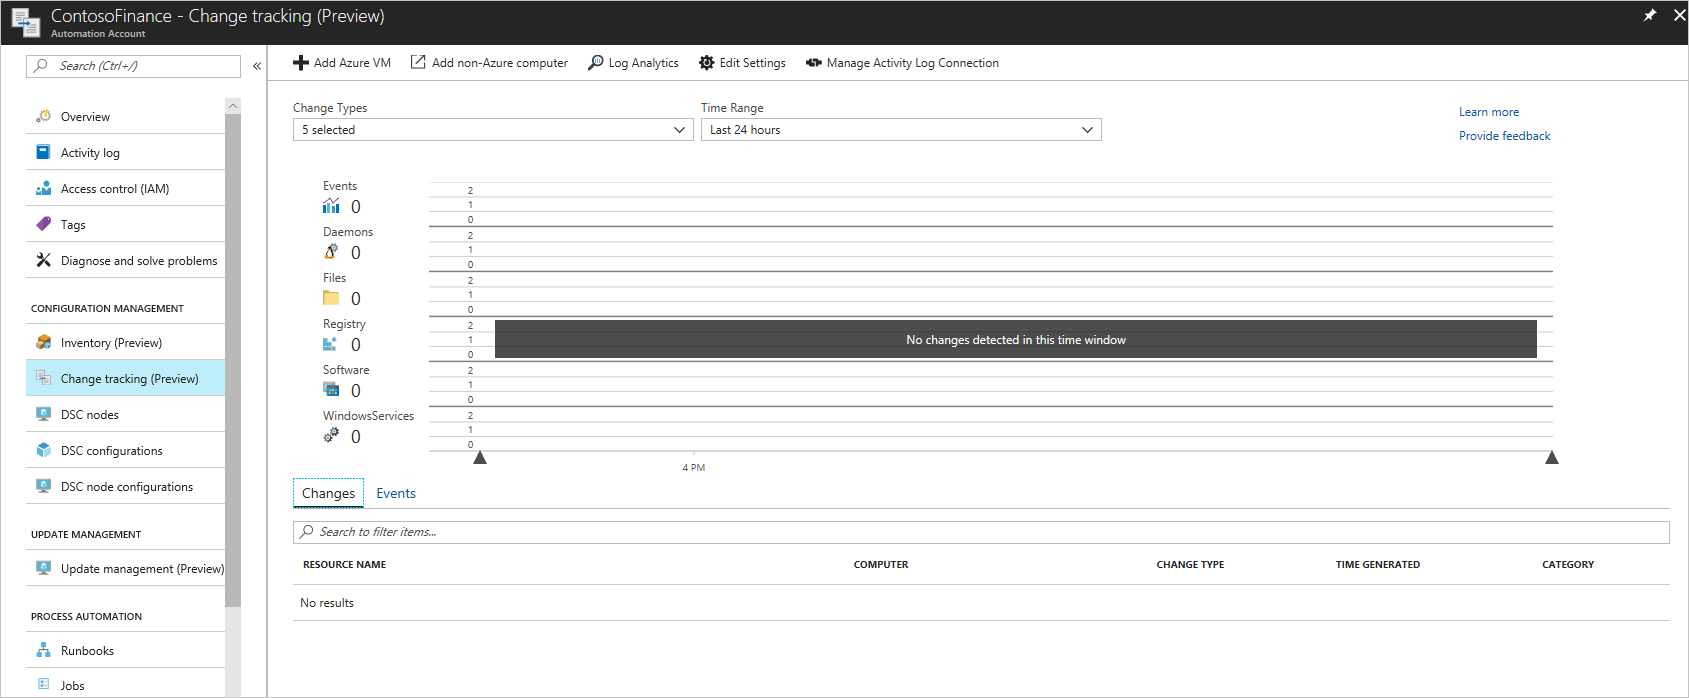 ContosoFinance - Change tracking (Preview)
Automation Account
Search (Ctrl+/)
«
Overview
Activity log
Access control (IAM)
Tags
Diagnose and solve problems
CONFIGURATION MANAGEMENT
Inventory (Preview)
Change tracking (Preview)
DSC nodes
DSC configurations
DSC node configurations
UPDATE MANAGEMENT
Update management (Preview)
PROCESS AUTOMATION
Runbooks
Jobs
Add Azure VM Add non-Azure computer Log Analytics Edit Settings Manage Activity Log Connection
Change Types Time Range
5 selected Last 24 hours
Learn more
Provide feedback
Events
0
2
1
0
Daemons
0
2
1
0
Files
0
2
1
0
Registry
0
2
1
0
No changes detected in this time window
Software
0
2
1
0
WindowsServices
0
2
1
0
4 PM
Changes Events
Search to filter items...
RESOURCE NAME COMPUTER CHANGE TYPE TIME GENERATED CATEGORY
No results